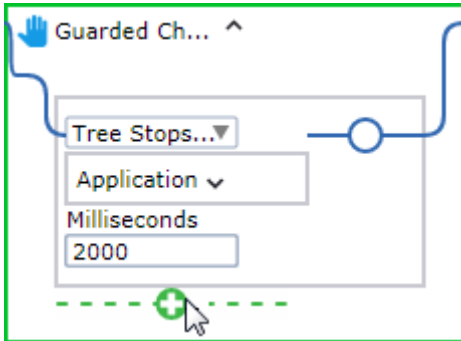 Guarded Ch...
Tree Stops...
Application
Milliseconds
2000